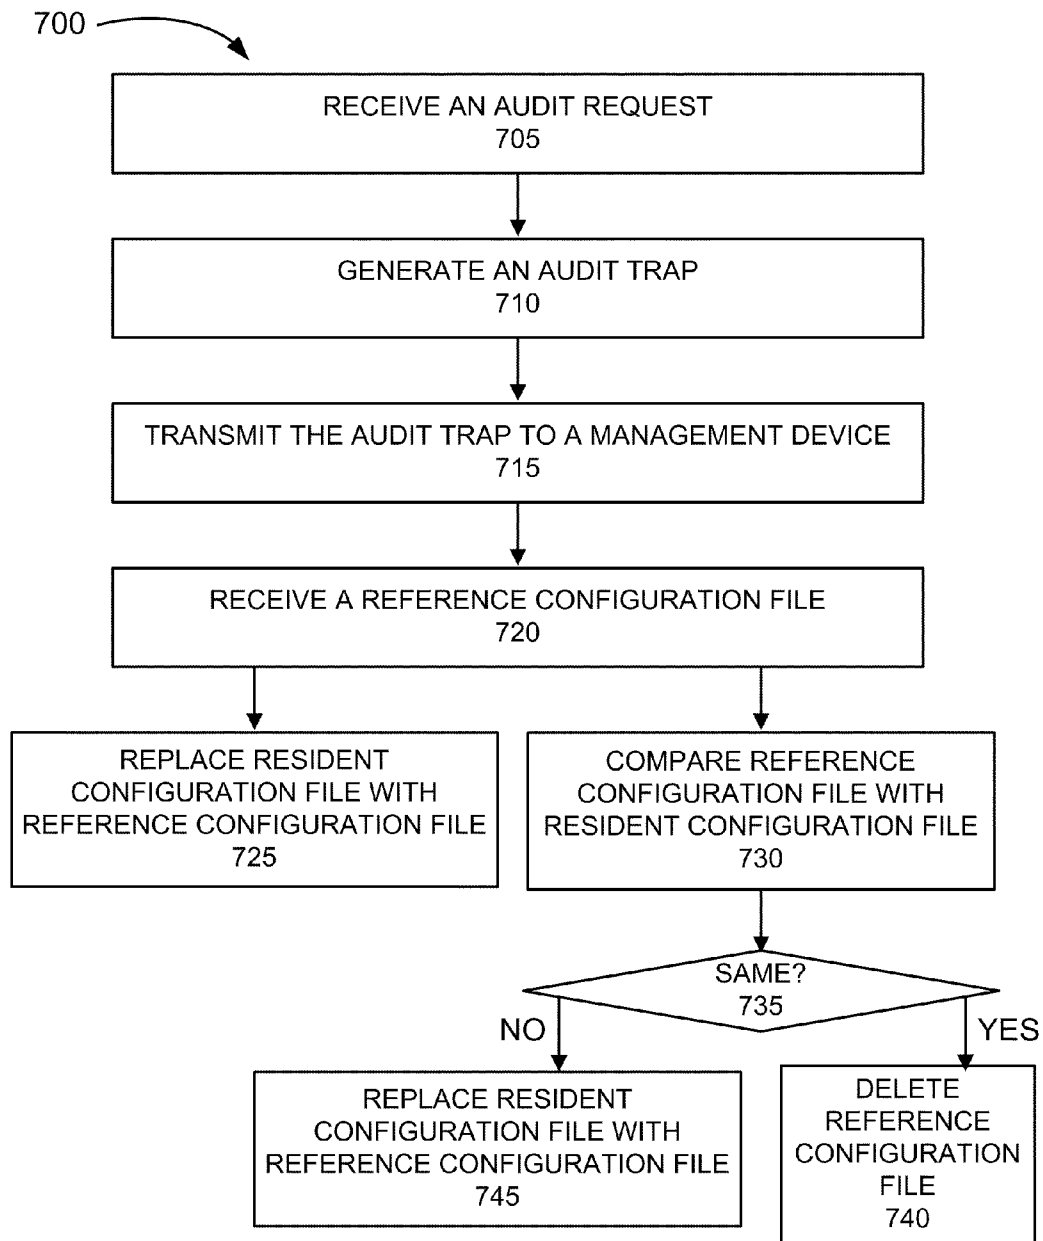 700
RECEIVE AN AUDIT REQUEST
705
GENERATE AN AUDIT TRAP
710
TRANSMIT THE AUDIT TRAP TO A MANAGEMENT DEVICE
715
RECEIVE A REFERENCE CONFIGURATION FILE
720
REPLACE RESIDENT
CONFIGURATION FILE WITH
REFERENCE CONFIGURATION FILE
725
COMPARE REFERENCE
CONFIGURATION FILE WITH
RESIDENT CONFIGURATION FILE
730
SAME?
735
NO
YES
REPLACE RESIDENT
CONFIGURATION FILE WITH
REFERENCE CONFIGURATION FILE
745
DELETE
REFERENCE
CONFIGURATION
FILE
740